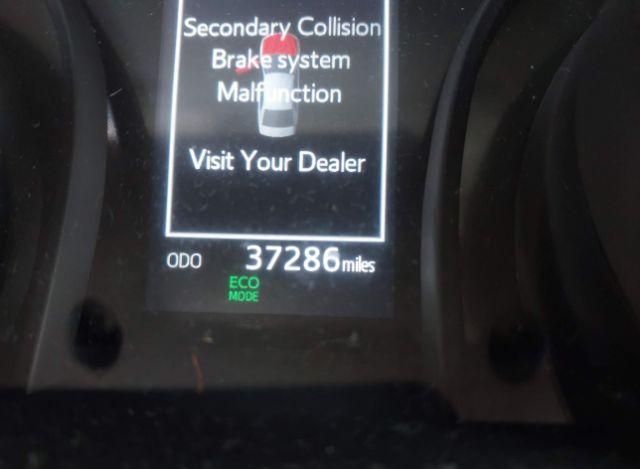 Secondary Collision
Brake system
Malfunction
Visit Your Dealer
ODO 37286 miles
ECO
MODE